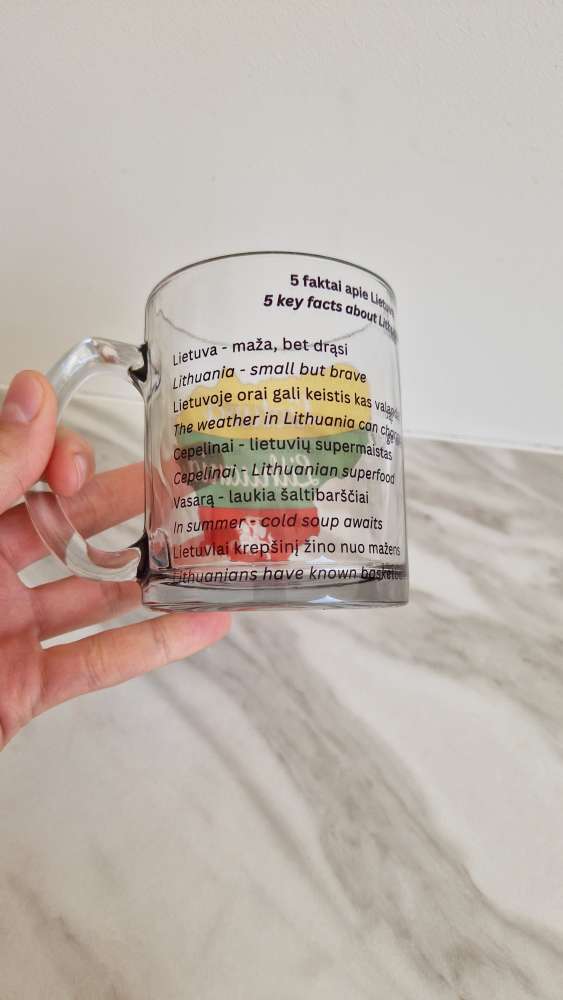 5 faktai apie
5 key facts about
Lietuva - maža, bet drąsi
Lithuania - small but brave
Lietuvoje orai gali keistis kas
The weather in Lithuania can
Cepelinai - lietuvių supermaistas
Cepelinai - Lithuanian superfood
Vasarą - laukia šaltibarščiai
In summer - cold soup awaits
Lietuviai krepšinį žino nuo mažens
Lithuanians have known